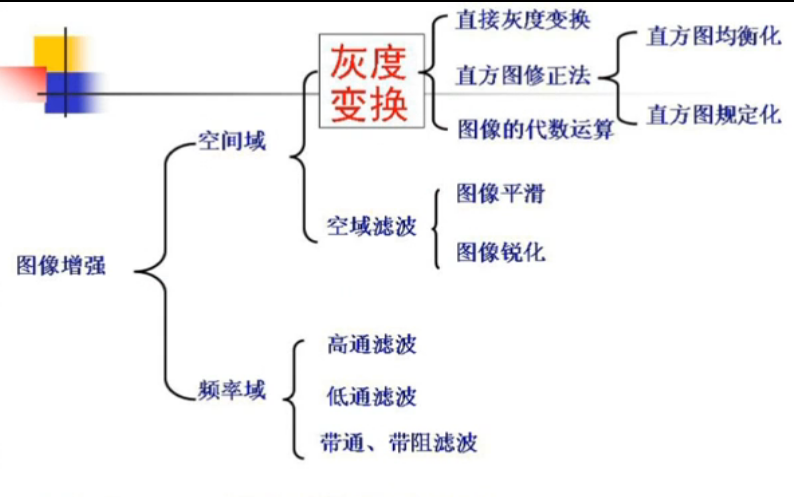 图像增强
空间域
灰度
变换
直接灰度变换
直方图修正法
直方图均衡化
直方图规定化
图像的代数运算
空域滤波
图像平滑
图像锐化
频率域
高通滤波
低通滤波
带通、带阻滤波